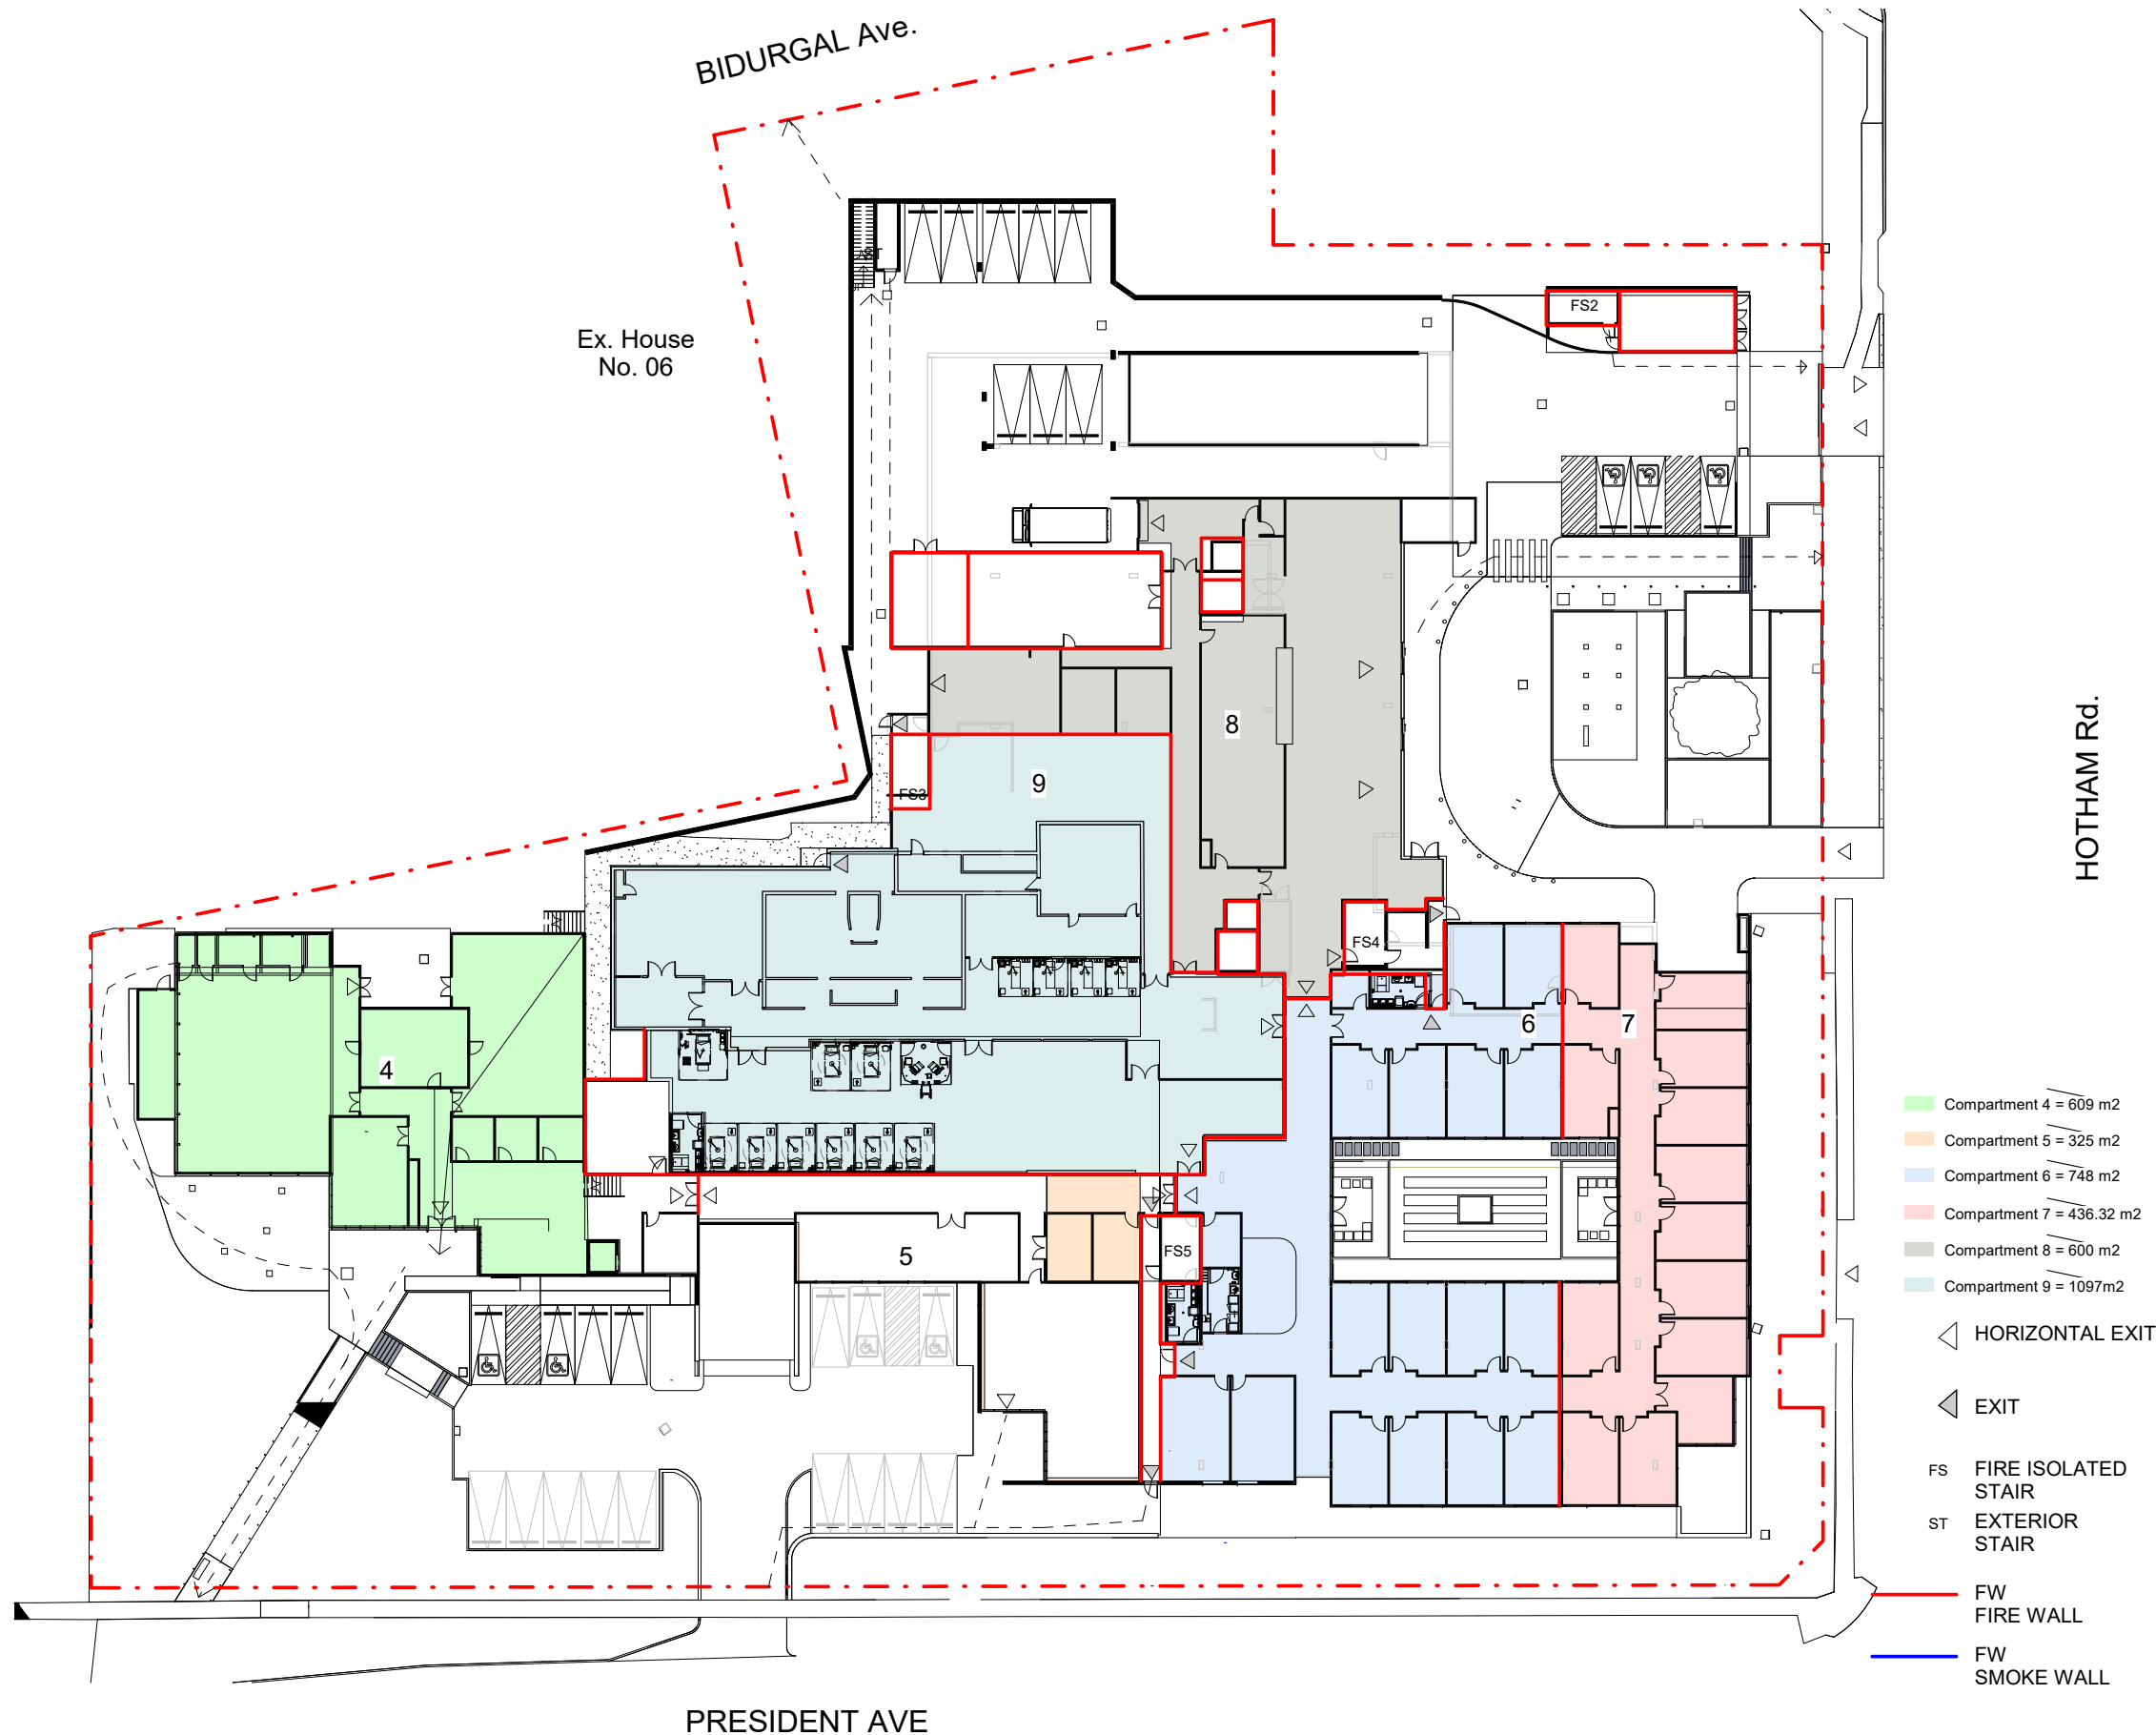 BIDURGAL Ave.
Ex. House
No. 06
ST
FS2
8
9
FS3
FS4
6
7
4
5
FS5
HOTHAM Rd.
Compartment 4 = 609 m2
Compartment 5 = 325 m2
Compartment 6 = 748 m2
Compartment 7 = 436.32 m2
Compartment 8 = 600 m2
Compartment 9 = 1097m2
HORIZONTAL EXIT
EXIT
FS FIRE ISOLATED
STAIR
ST EXTERIOR
STAIR
FW
FIRE WALL
FW
SMOKE WALL
PRESIDENT AVE